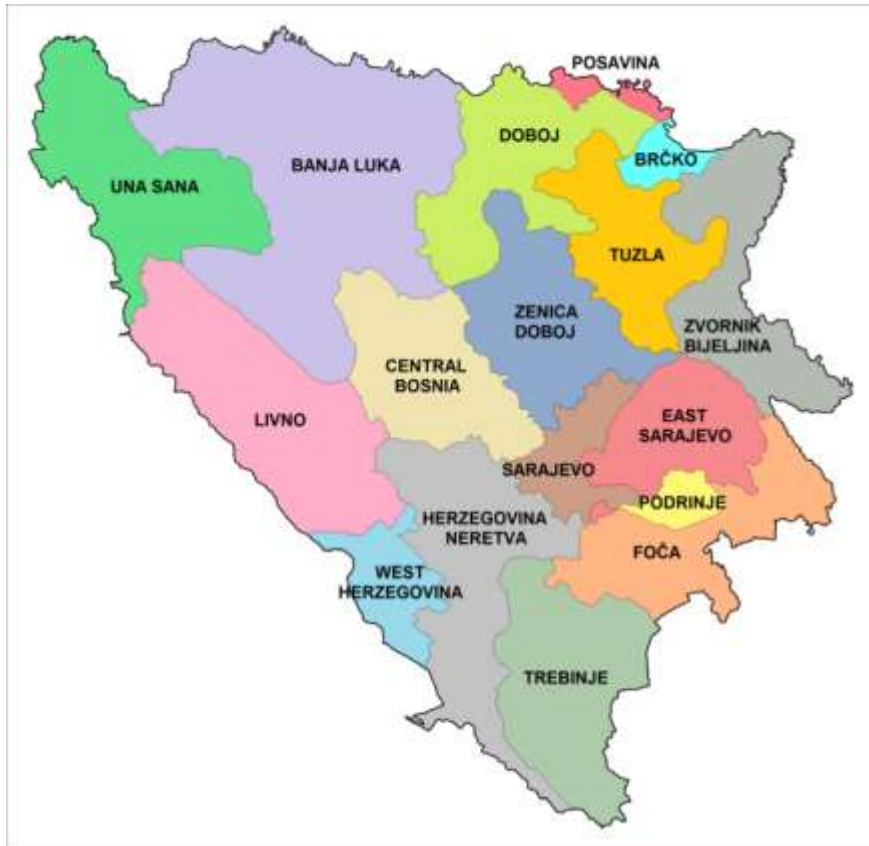 POSAVINA
DOBOJ
BRČKO
BANJA LUKA
UNA SANA
TUZLA
ZENICA
DOBOJ
ZVORNIK
BIJELJINA
CENTRAL
BOSNIA
LIVNO
EAST
SARAJEVO
SARAJEVO
PODRINJE
HERZEGOVINA
NERETVA
FOČA
WEST
HERZEGOVINA
TREBINJE